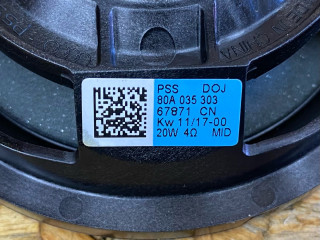 PSS DOJ
80A 035 303
67871 CN
Kw 11/17-00
20W 4Ω MID